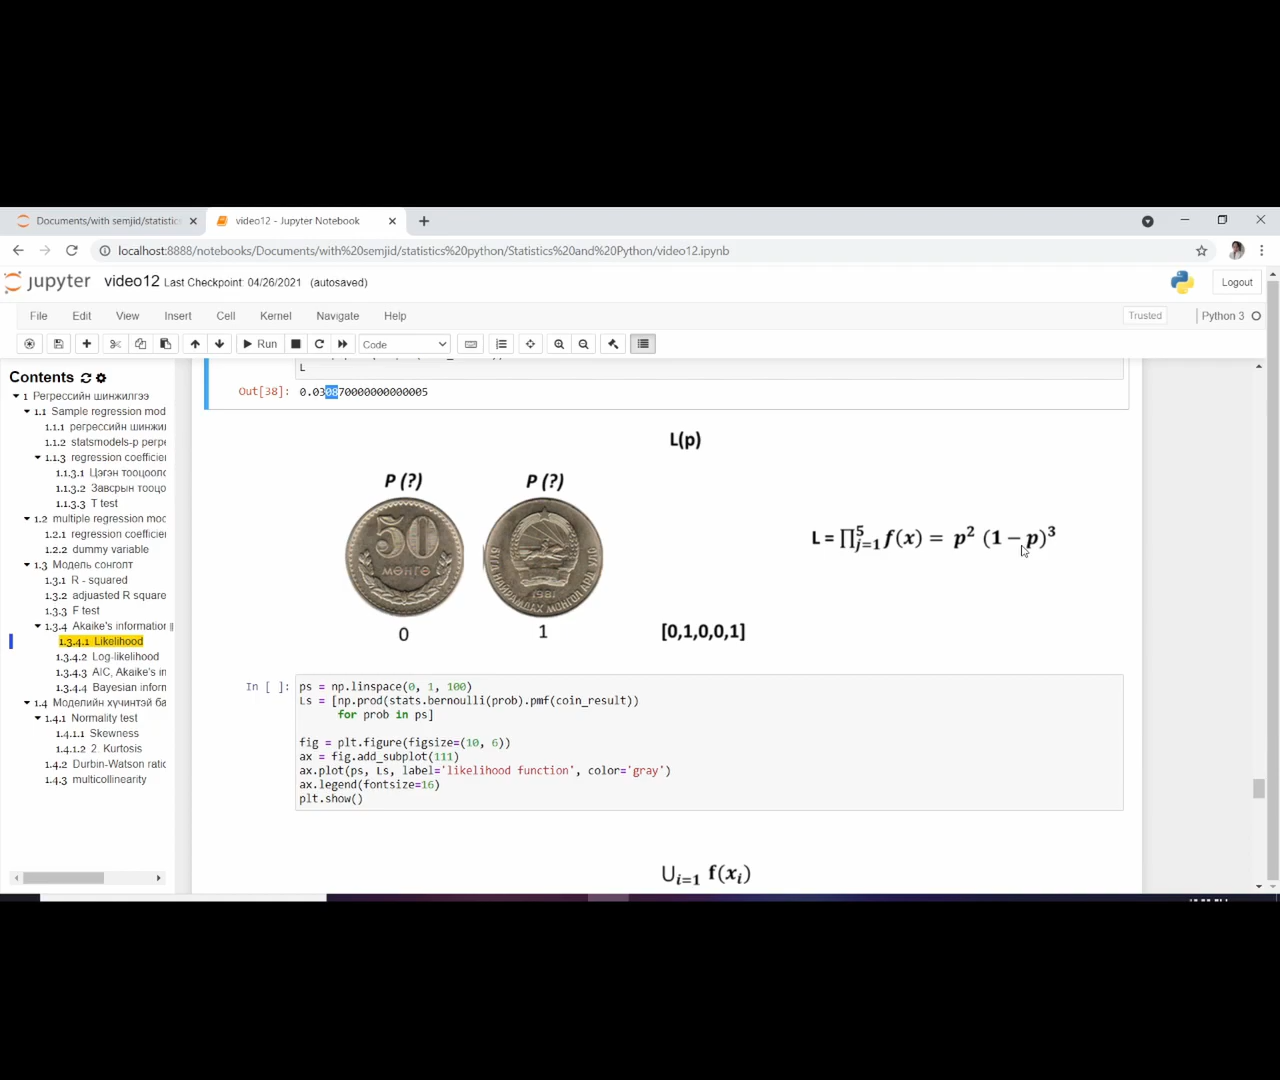 Documents/with semjid/statistic
video12 - Jupyter Notebook
localhost:8888/notebooks/Documents/with%20semjid/statistics%20python/Statistics%20and%20Python/video12.ipynb
jupyter video12 Last Checkpoint: 04/26/2021 (autosaved)
Logout
File Edit View Insert Cell Kernel Navigate Help
Trusted
Python 3
Run
Code
Contents
1 Регрессийн шинжилгээ
1.1 Sample regression mod
1.1.1 регрессийн шинжи
1.1.2 statsmodels-р регре
1.1.3 regression coefficier
1.1.3.1 Цэгэн тооцоол
1.1.3.2 Завсрын тооцо
1.1.3.3 T test
1.2 multiple regression moc
1.2.1 regression coefficier
1.2.2 dummy variable
1.3 Модель сонголт
1.3.1 R - squared
1.3.2 adjuasted R square
1.3.3 F test
1.3.4 Akaike's information
1.3.4.1 Likelihood
1.3.4.2 Log-likelihood
1.3.4.3 AIC, Akaike's in
1.3.4.4 Bayesian inforn
1.4 Моделийн хүчинтэй ба
1.4.1 Normality test
1.4.1.1 Skewness
1.4.1.2 2. Kurtosis
1.4.2 Durbin-Watson ratio
1.4.3 multicollinearity
L
Out[38]: 0.03087000000000005
L(p)
P (?) P (?)
50
МӨНГӨ
БҮГД НАЙРАМДАХ МОНГОЛ АРД УЛС
1981
L = ∏⁵ⱼ₌₁ f(x) = p² (1 − p)³
0 1 [0,1,0,0,1]
In [ ]: ps = np.linspace(0, 1, 100)
Ls = [np.prod(stats.bernoulli(prob).pmf(coin_result))
for prob in ps]
fig = plt.figure(figsize=(10, 6))
ax = fig.add_subplot(111)
ax.plot(ps, Ls, label='likelihood function', color='gray')
ax.legend(fontsize=16)
plt.show()
⋃ᵢ₌₁ f(xᵢ)